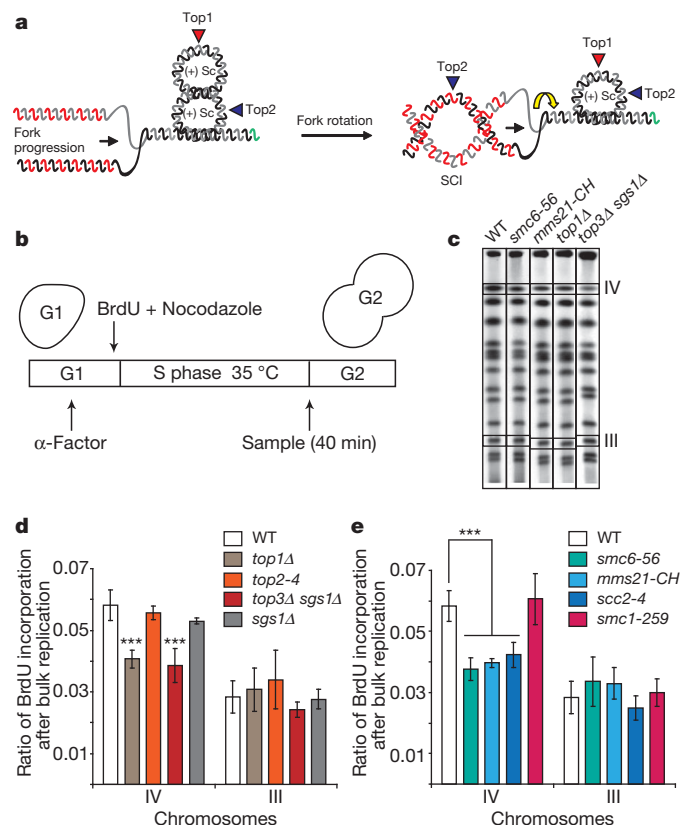 a
Top1
(+) Sc
(+) Sc
Top2
Fork
progression
Fork rotation
Top2
SCI
Top1
(+) Sc
Top2
b
G1
BrdU + Nocodazole
G2
G1
S phase 35 °C
G2
α-Factor
Sample (40 min)
c
WT
smc6-56
mms21-CH
top1Δ
top3Δ sgs1Δ
IV
III
d
WT
top1Δ
top2-4
top3Δ sgs1Δ
sgs1Δ
Ratio of BrdU incorporation
after bulk replication
0.07
0.05
0.03
0.01
***
***
IV
III
Chromosomes
e
WT
smc6-56
mms21-CH
scc2-4
smc1-259
Ratio of BrdU incorporation
after bulk replication
0.07
0.05
0.03
0.01
***
IV
III
Chromosomes